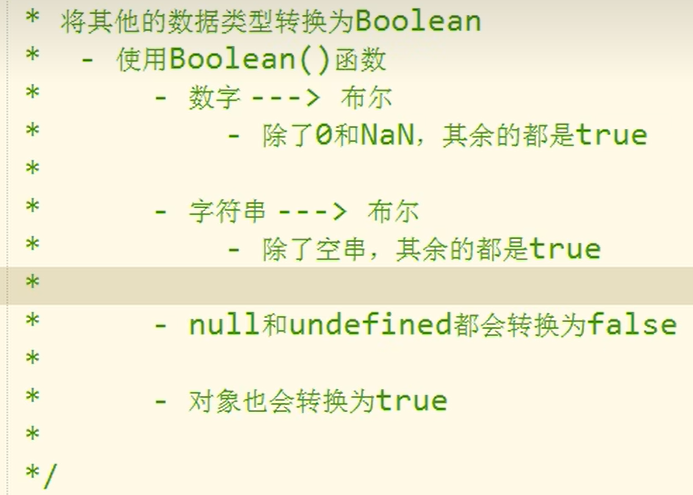 * 将其他的数据类型转换为Boolean
*  - 使用Boolean()函数
*      - 数字 ---> 布尔
*          - 除了0和NaN，其余的都是true
*
*      - 字符串 ---> 布尔
*          - 除了空串，其余的都是true
*
*      - null和undefined都会转换为false
*
*      - 对象也会转换为true
*
*/